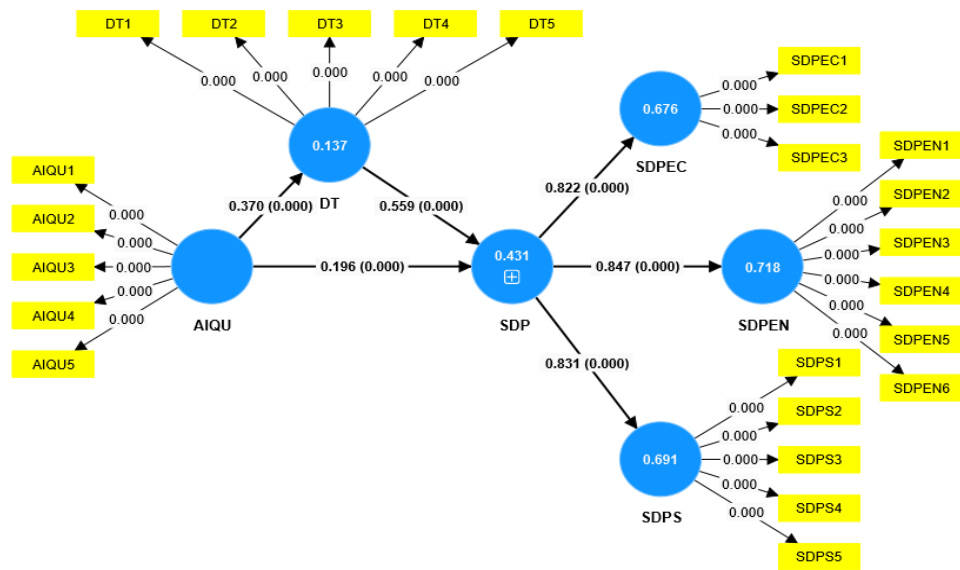 DT1 DT2 DT3 DT4 DT5
0.000 0.000 0.000 0.000 0.000
0.137
DT
AIQU1
AIQU2
AIQU3
AIQU4
AIQU5
0.000
0.000
0.000
0.000
0.000
AIQU
0.370 (0.000)
0.559 (0.000)
0.196 (0.000)
0.431
SDP
0.822 (0.000)
0.847 (0.000)
0.831 (0.000)
0.676
SDPEC
0.000
0.000
0.000
SDPEC1
SDPEC2
SDPEC3
0.718
SDPEN
0.000
0.000
0.000
0.000
0.000
0.000
SDPEN1
SDPEN2
SDPEN3
SDPEN4
SDPEN5
SDPEN6
0.691
SDPS
0.000
0.000
0.000
0.000
0.000
SDPS1
SDPS2
SDPS3
SDPS4
SDPS5